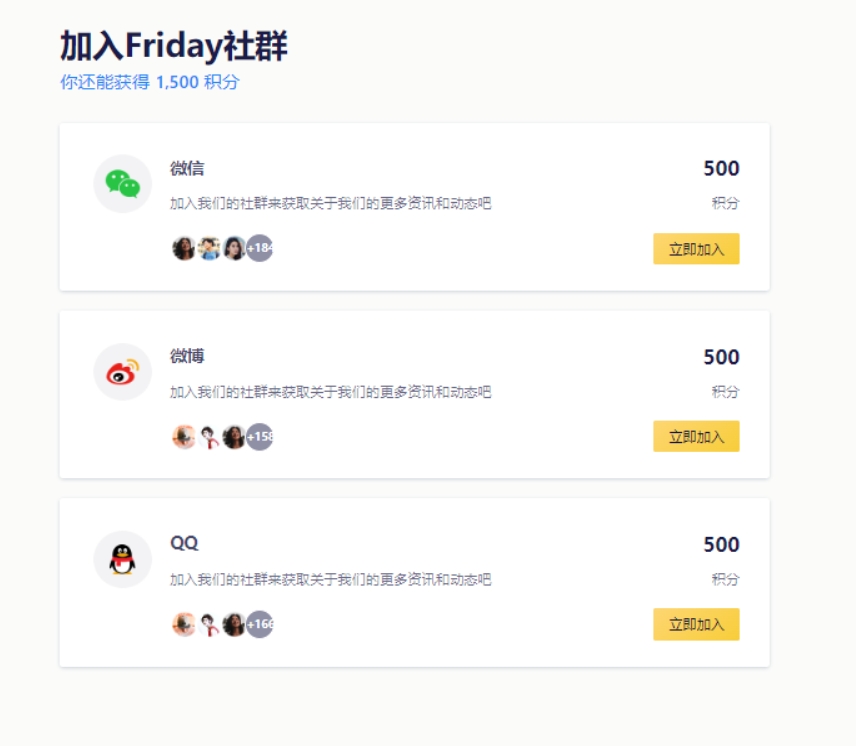 加入Friday社群
你还能获得 1,500 积分
微信
500
加入我们的社群来获取关于我们的更多资讯和动态吧
积分
+184
立即加入
微博
500
加入我们的社群来获取关于我们的更多资讯和动态吧
积分
+158
立即加入
QQ
500
加入我们的社群来获取关于我们的更多资讯和动态吧
积分
+166
立即加入